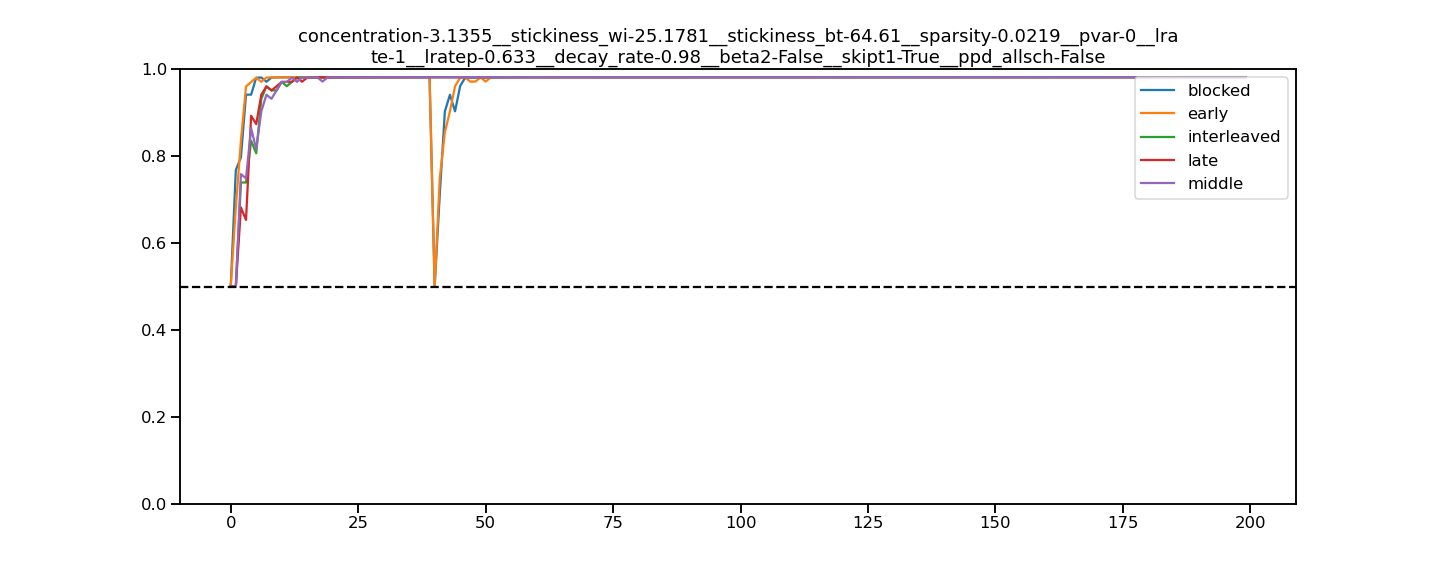 concentration-3.1355__stickiness_wi-25.1781__stickiness_bt-64.61__sparsity-0.0219__pvar-0__lra
te-1__lratep-0.633__decay_rate-0.98__beta2-False__skipt1-True__ppd_allsch-False
1.0
0.8
0.6
0.4
0.2
0.0
0 25 50 75 100 125 150 175 200
blocked
early
interleaved
late
middle